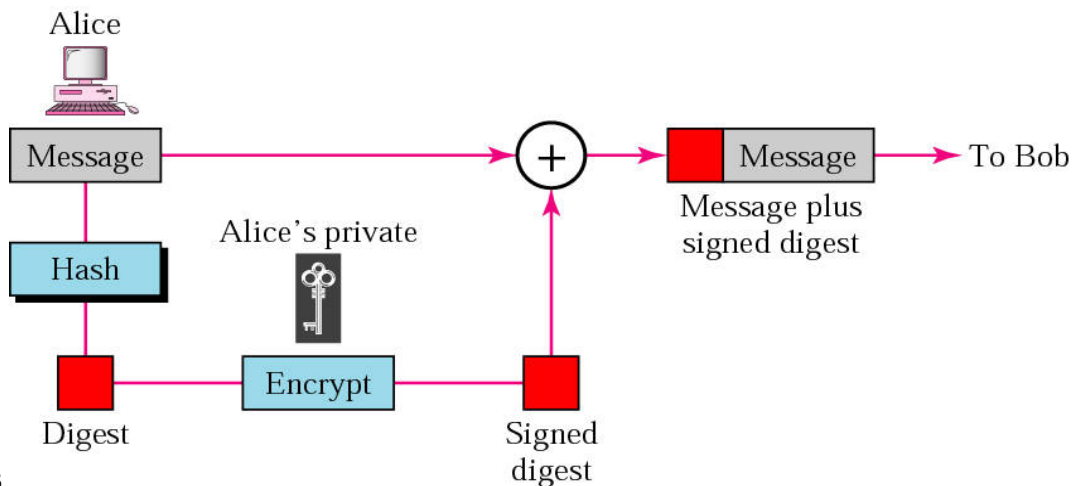 Alice
Message
+
Message
To Bob
Message plus
signed digest
Alice's private
Hash
Encrypt
Digest
Signed
digest